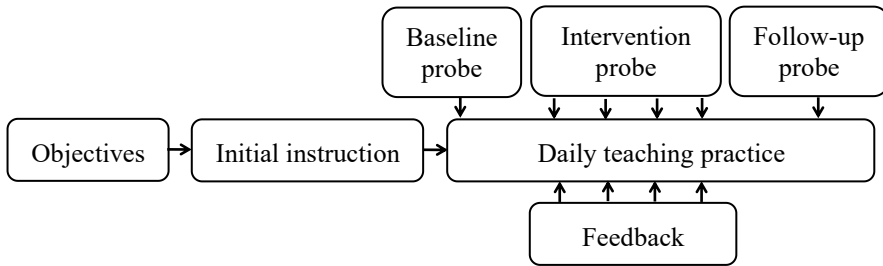 Baseline
probe
Intervention
probe
Follow-up
probe
Objectives
Initial instruction
Daily teaching practice
Feedback